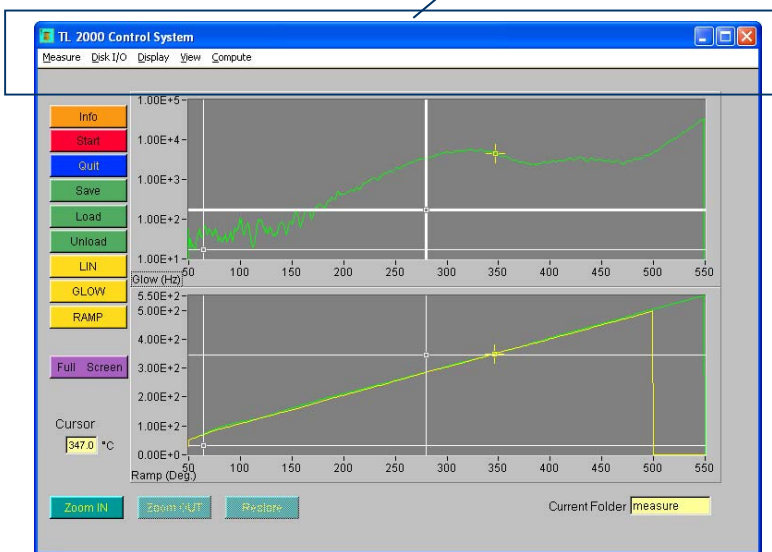 TL 2000 Control System
Measure Disk I/O Display View Compute
Info
Start
Quit
Save
Load
Unload
LIN
GLOW
RAMP
Full Screen
Cursor
347.0 °C
1.00E+5
1.00E+4
1.00E+3
1.00E+2
1.00E+1
50 100 150 200 250 300 350 400 450 500 550
Glow (Hz)
5.50E+2
5.00E+2
4.00E+2
3.00E+2
2.00E+2
1.00E+2
0.00E+0
50 100 150 200 250 300 350 400 450 500 550
Ramp (Deg.)
Zoom IN Zoom OUT Restore
Current Folder measure